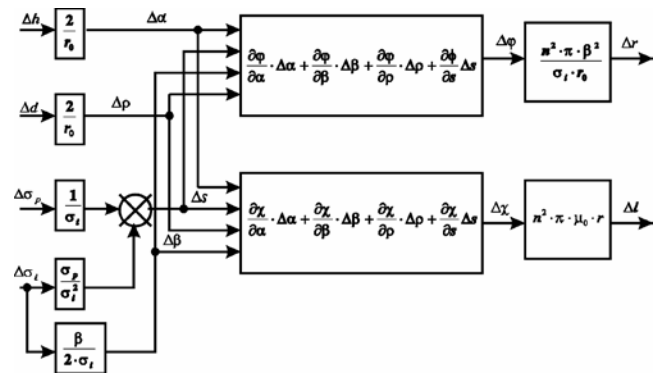 Δh
2/r₀
Δα
∂φ/∂α · Δα + ∂φ/∂β · Δβ + ∂φ/∂ρ · Δρ + ∂ϕ/∂s Δs
Δφ
n² · π · β² / σₜ · r₀
Δr
Δd
2/r₀
Δρ
Δσₚ
1/σₜ
Δs
∂χ/∂α · Δα + ∂χ/∂β · Δβ + ∂χ/∂ρ · Δρ + ∂χ/∂s Δs
Δχ
n² · π · μ₀ · r
Δl
Δβ
Δσₜ
σₚ/σₜ²
β/2 · σₜ